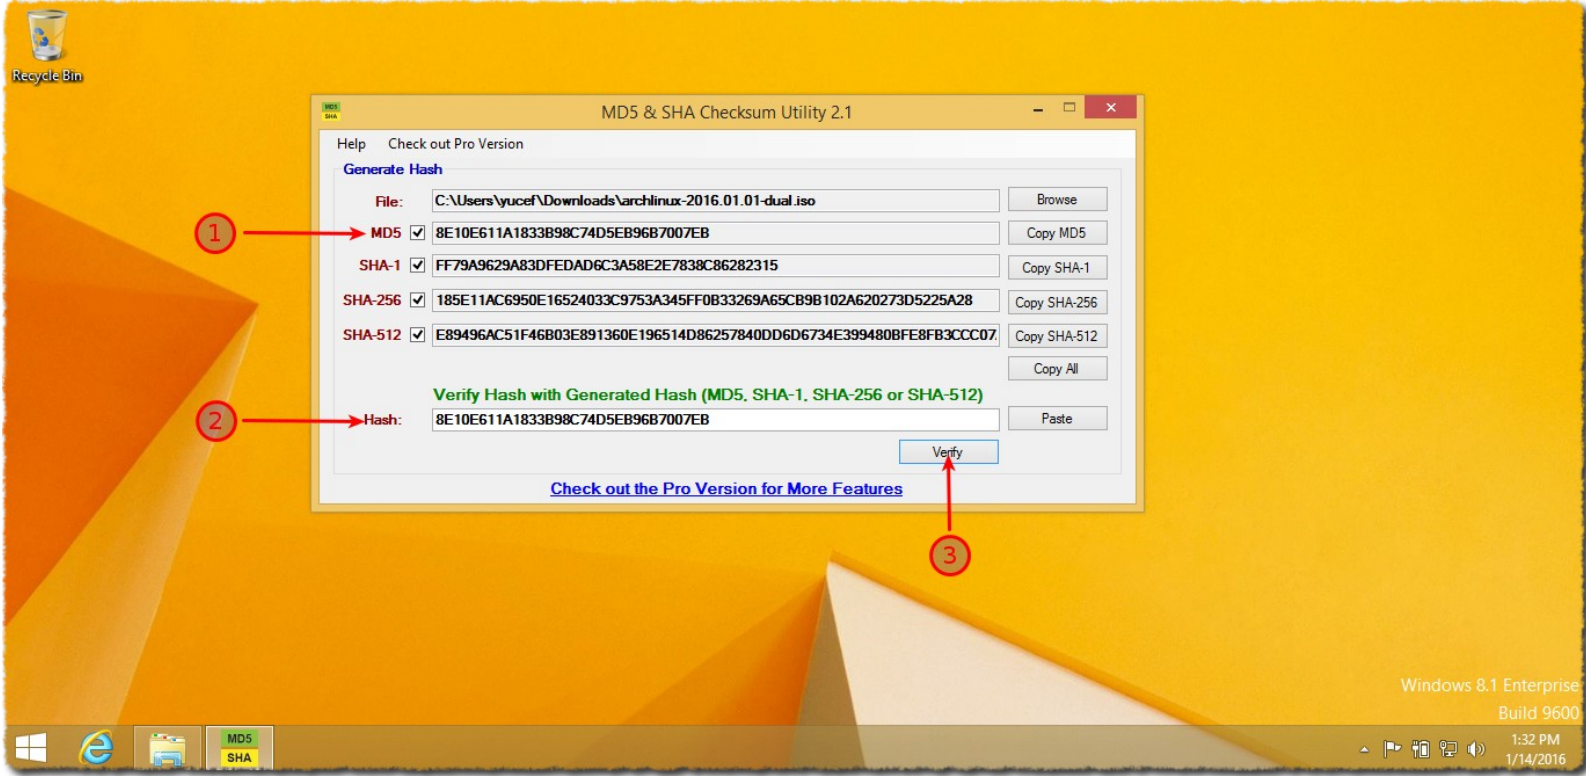 Recycle Bin
MD5
SHA
MD5 & SHA Checksum Utility 2.1
Help Check out Pro Version
Generate Hash
File: C:\Users\yucef\Downloads\archlinux-2016.01.01-dual.iso Browse
1 MD5 8E10E611A1833B98C74D5EB96B7007EB Copy MD5
SHA-1 FF79A9629A83DFEDAD6C3A58E2E7838C86282315 Copy SHA-1
SHA-256 185E11AC6950E16524033C9753A345FF0B33269A65CB9B102A620273D5225A28 Copy SHA-256
SHA-512 E89496AC51F46B03E891360E196514D86257840DD6D6734E399480BFE8FB3CCC07 Copy SHA-512
Copy All
Verify Hash with Generated Hash (MD5, SHA-1, SHA-256 or SHA-512)
2 Hash: 8E10E611A1833B98C74D5EB96B7007EB Paste
Verify
Check out the Pro Version for More Features
3
Windows 8.1 Enterprise
Build 9600
MD5
SHA
1:32 PM
1/14/2016